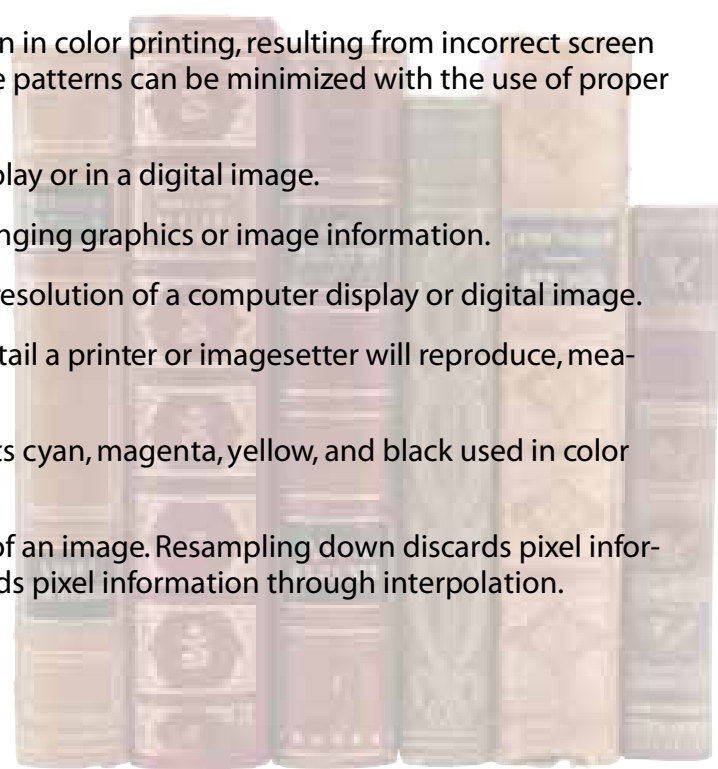 n in color printing, resulting from incorrect screen
e patterns can be minimized with the use of proper
play or in a digital image.
nging graphics or image information.
resolution of a computer display or digital image.
tail a printer or imagesetter will reproduce, mea-
ts cyan, magenta, yellow, and black used in color
of an image. Resampling down discards pixel infor-
ds pixel information through interpolation.